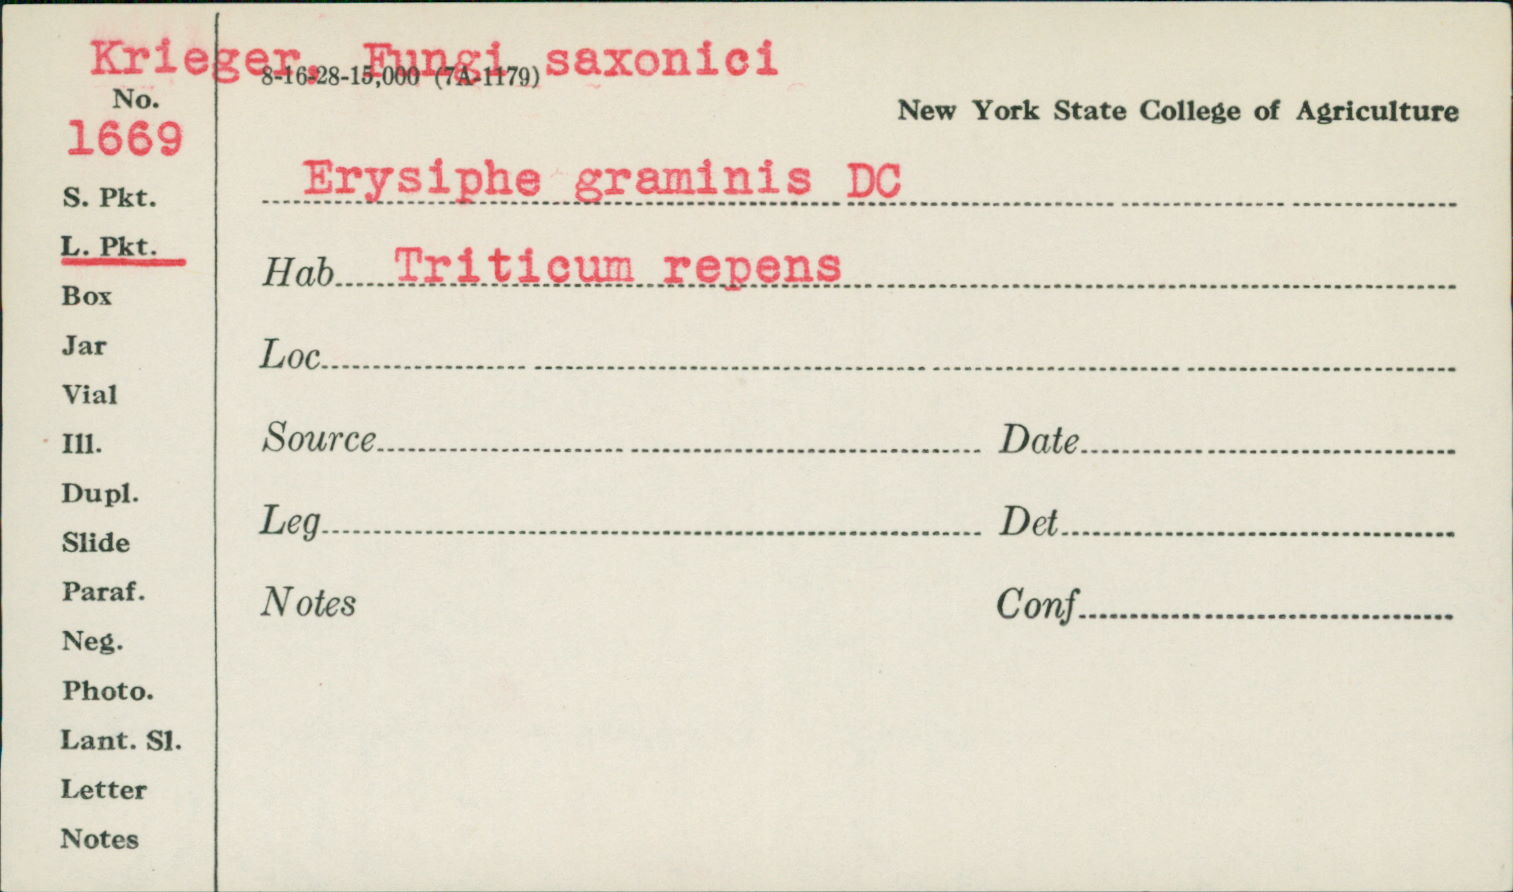 Krieger, Fungi saxonici
8-16-28-15,000 (7A-1179)
No.
1669
New York State College of Agriculture
Erysiphe graminis DC
S. Pkt.
L. Pkt.
Hab Triticum repens
Box
Jar
Loc
Vial
Ill.
Source Date
Dupl.
Slide
Leg Det
Paraf.
Notes Conf
Neg.
Photo.
Lant. Sl.
Letter
Notes